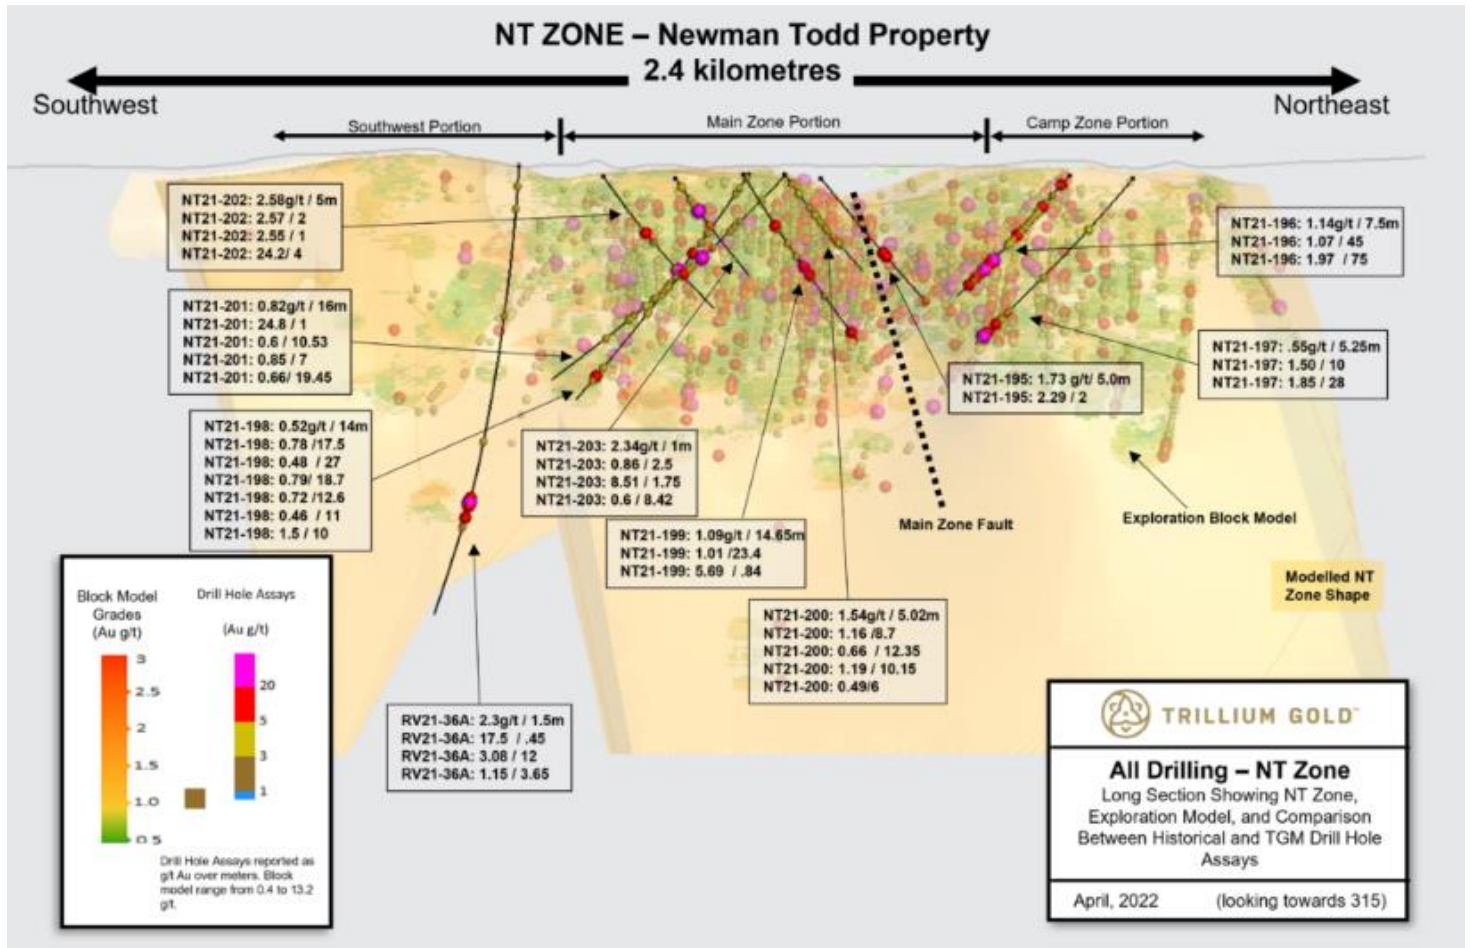 NT ZONE – Newman Todd Property
2.4 kilometres
Southwest
Northeast
Southwest Portion
Main Zone Portion
Camp Zone Portion
NT21-202: 2.58g/t / 5m
NT21-202: 2.57 / 2
NT21-202: 2.55 / 1
NT21-202: 24.2/ 4
NT21-201: 0.82g/t / 16m
NT21-201: 24.8 / 1
NT21-201: 0.6 / 10.53
NT21-201: 0.85 / 7
NT21-201: 0.66/ 19.45
NT21-198: 0.52g/t / 14m
NT21-198: 0.78 /17.5
NT21-198: 0.48 / 27
NT21-198: 0.79/ 18.7
NT21-198: 0.72 /12.6
NT21-198: 0.46 / 11
NT21-198: 1.5 / 10
NT21-203: 2.34g/t / 1m
NT21-203: 0.86 / 2.5
NT21-203: 8.51 / 1.75
NT21-203: 0.6 / 8.42
NT21-199: 1.09g/t / 14.65m
NT21-199: 1.01 /23.4
NT21-199: 5.69 / .84
NT21-200: 1.54g/t / 5.02m
NT21-200: 1.16 /8.7
NT21-200: 0.66 / 12.35
NT21-200: 1.19 / 10.15
NT21-200: 0.49/6
RV21-36A: 2.3g/t / 1.5m
RV21-36A: 17.5 / .45
RV21-36A: 3.08 / 12
RV21-36A: 1.15 / 3.65
NT21-195: 1.73 g/t/ 5.0m
NT21-195: 2.29 / 2
NT21-196: 1.14g/t / 7.5m
NT21-196: 1.07 / 45
NT21-196: 1.97 / 75
NT21-197: .55g/t / 5.25m
NT21-197: 1.50 / 10
NT21-197: 1.85 / 28
Main Zone Fault
Exploration Block Model
Modelled NT
Zone Shape
Block Model
Grades
(Au g/t)
3
2.5
2
1.5
1.0
0.5
Drill Hole Assays
(Au g/t)
20
5
3
1
Drill Hole Assays reported as
g/t Au over meters. Block
model range from 0.4 to 13.2
g/t.
TRILLIUM GOLD™
All Drilling – NT Zone
Long Section Showing NT Zone,
Exploration Model, and Comparison
Between Historical and TGM Drill Hole
Assays
April, 2022
(looking towards 315)